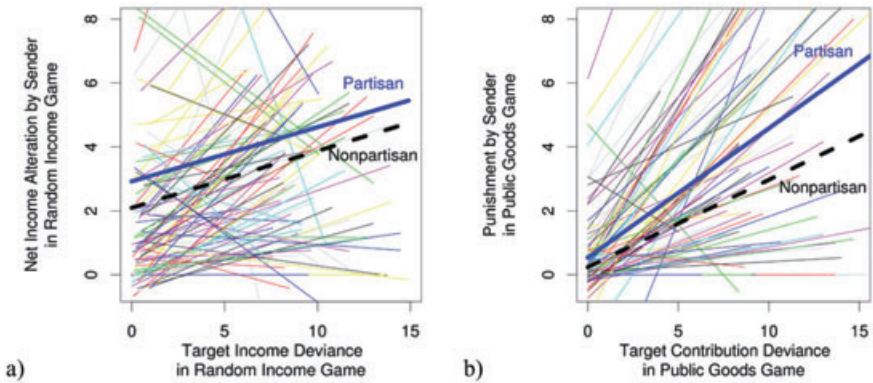 Net Income Alteration by Sender
in Random Income Game
8
6
4
2
0
Partisan
Nonpartisan
0 5 10 15
Target Income Deviance
in Random Income Game
a)
Punishment by Sender
in Public Goods Game
8
6
4
2
0
Partisan
Nonpartisan
0 5 10 15
Target Contribution Deviance
in Public Goods Game
b)